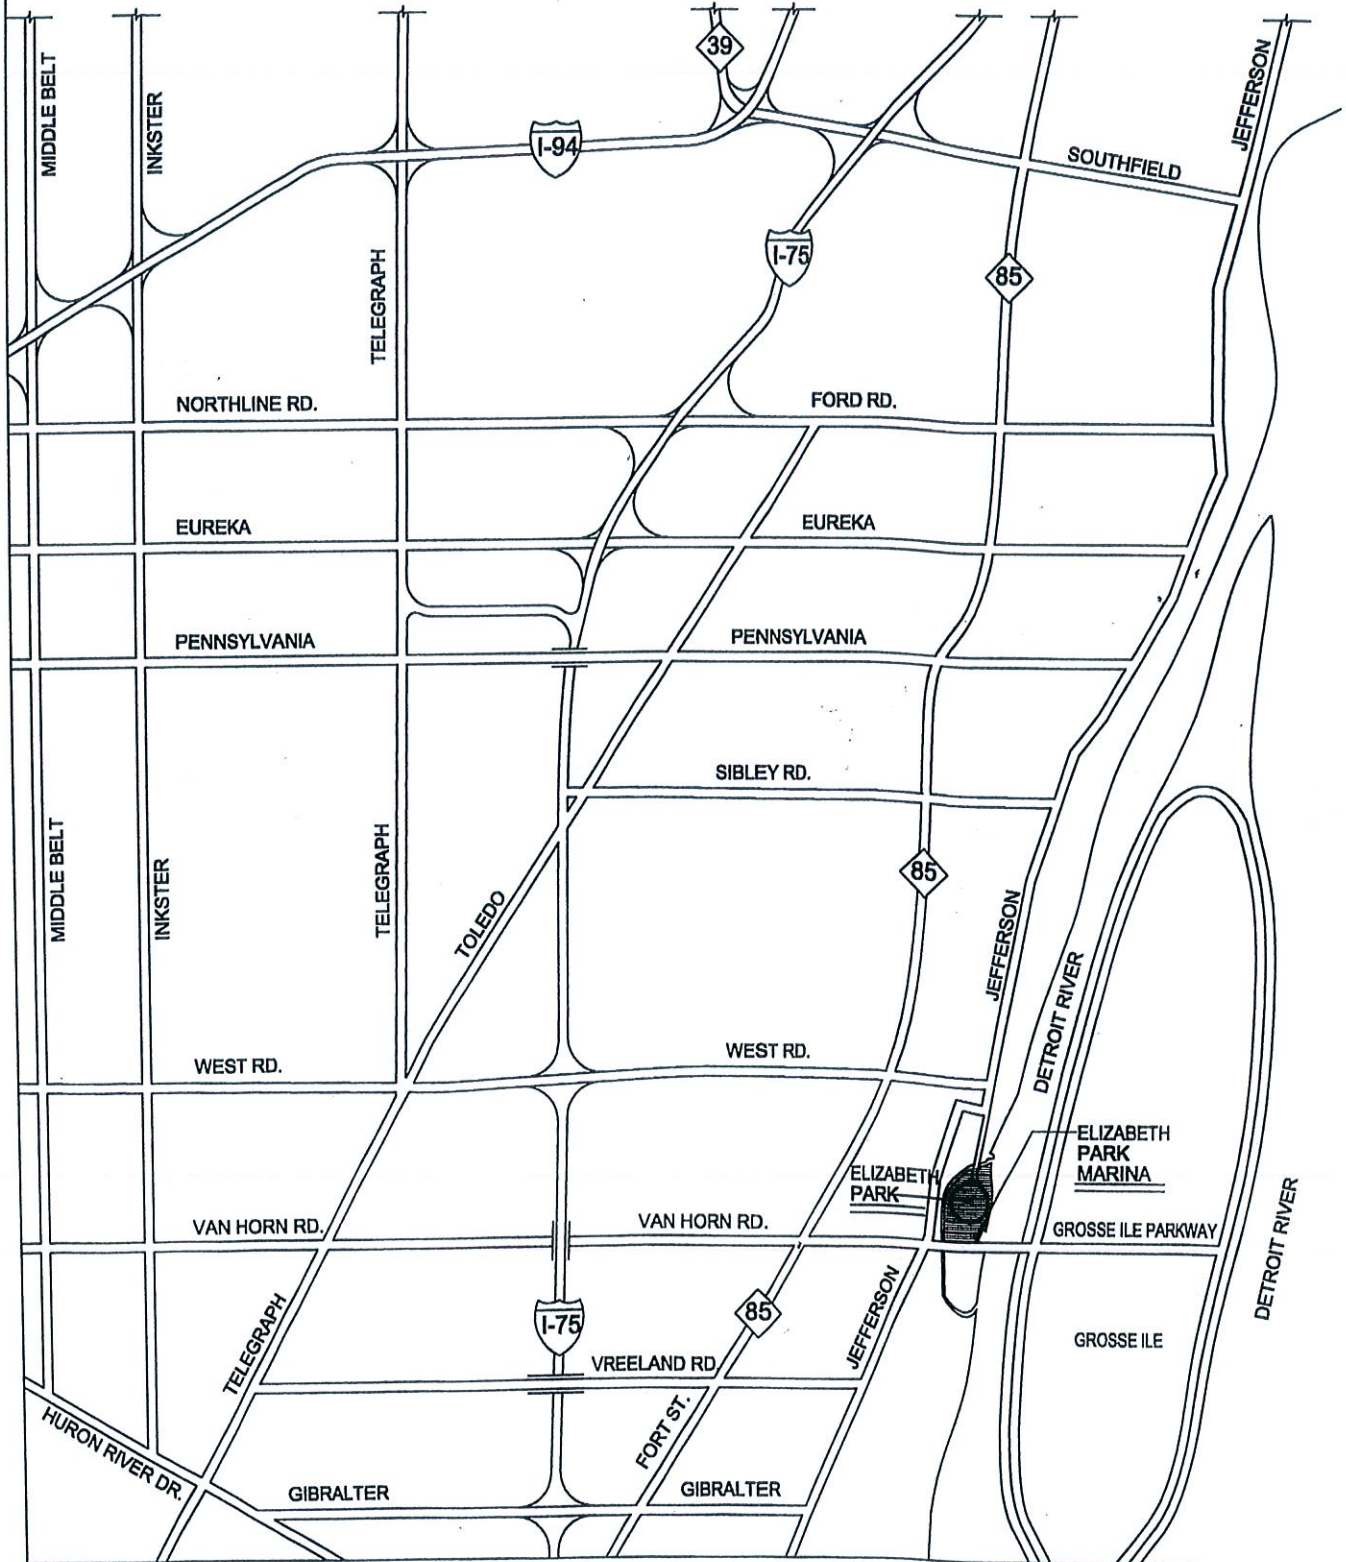 39
MIDDLE BELT
INKSTER
JEFFERSON
I-94
SOUTHFIELD
I-75
85
TELEGRAPH
NORTHLINE RD.
FORD RD.
EUREKA
EUREKA
PENNSYLVANIA
PENNSYLVANIA
SIBLEY RD.
MIDDLE BELT
INKSTER
TELEGRAPH
85
TOLEDO
JEFFERSON
DETROIT RIVER
WEST RD.
WEST RD.
ELIZABETH
PARK
MARINA
ELIZABETH
PARK
VAN HORN RD.
VAN HORN RD.
GROSSE ILE PARKWAY
DETROIT RIVER
TELEGRAPH
I-75
85
JEFFERSON
GROSSE ILE
VREELAND RD.
HURON RIVER DR.
FORT ST.
GIBRALTER
GIBRALTER